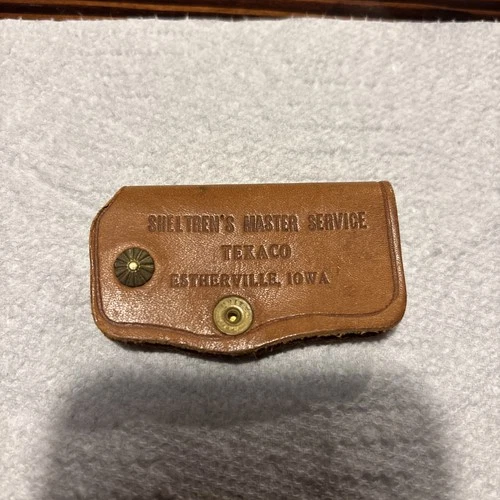 SHELTREN'S MASTER SERVICE
TEXACO
ESTHERVILLE, IOWA